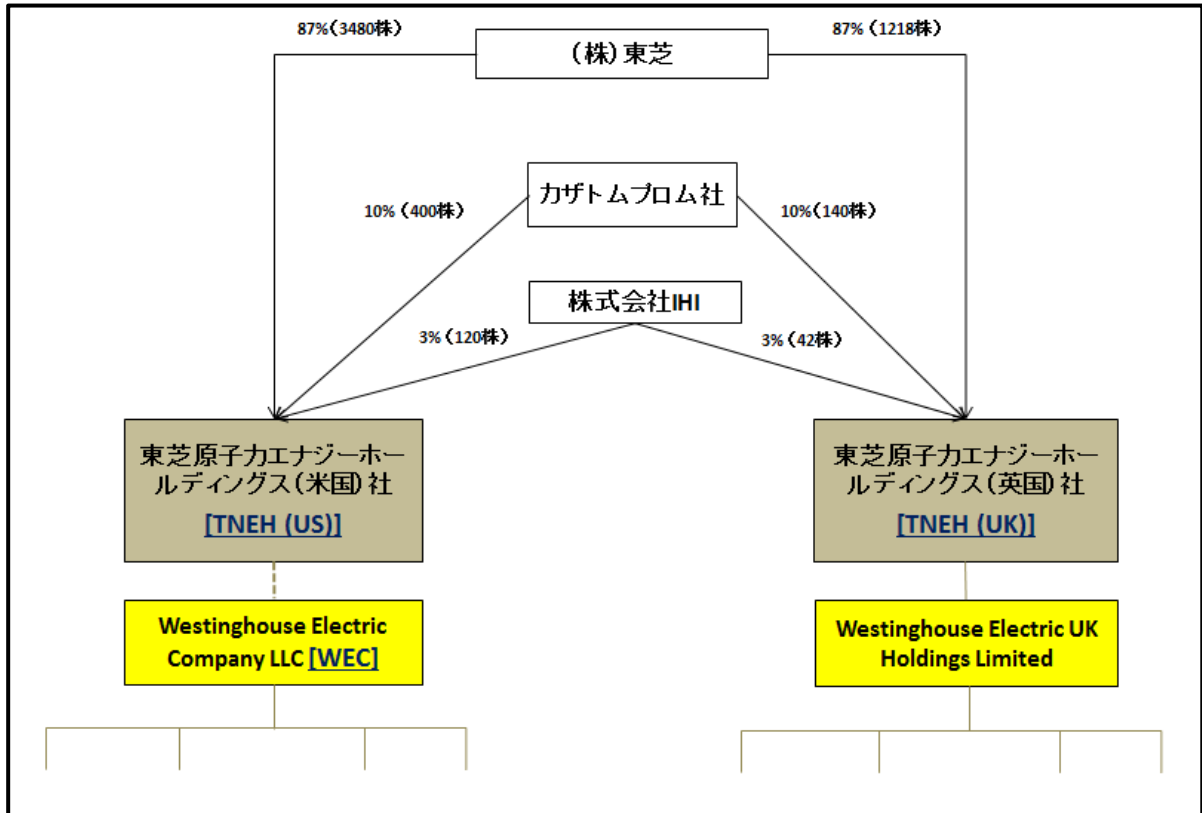 87%(3480株)
(株)東芝
87% (1218株)
カザトムプロム社
10% (400株)
10%(140株)
株式会社IHI
3% (120株)
3% (42株)
東芝原子力エナジーホー
ルディングス(米国)社
[TNEH (US)]
東芝原子力エナジーホー
ルディングス(英国)社
[TNEH (UK)]
Westinghouse Electric
Company LLC [WEC]
Westinghouse Electric UK
Holdings Limited